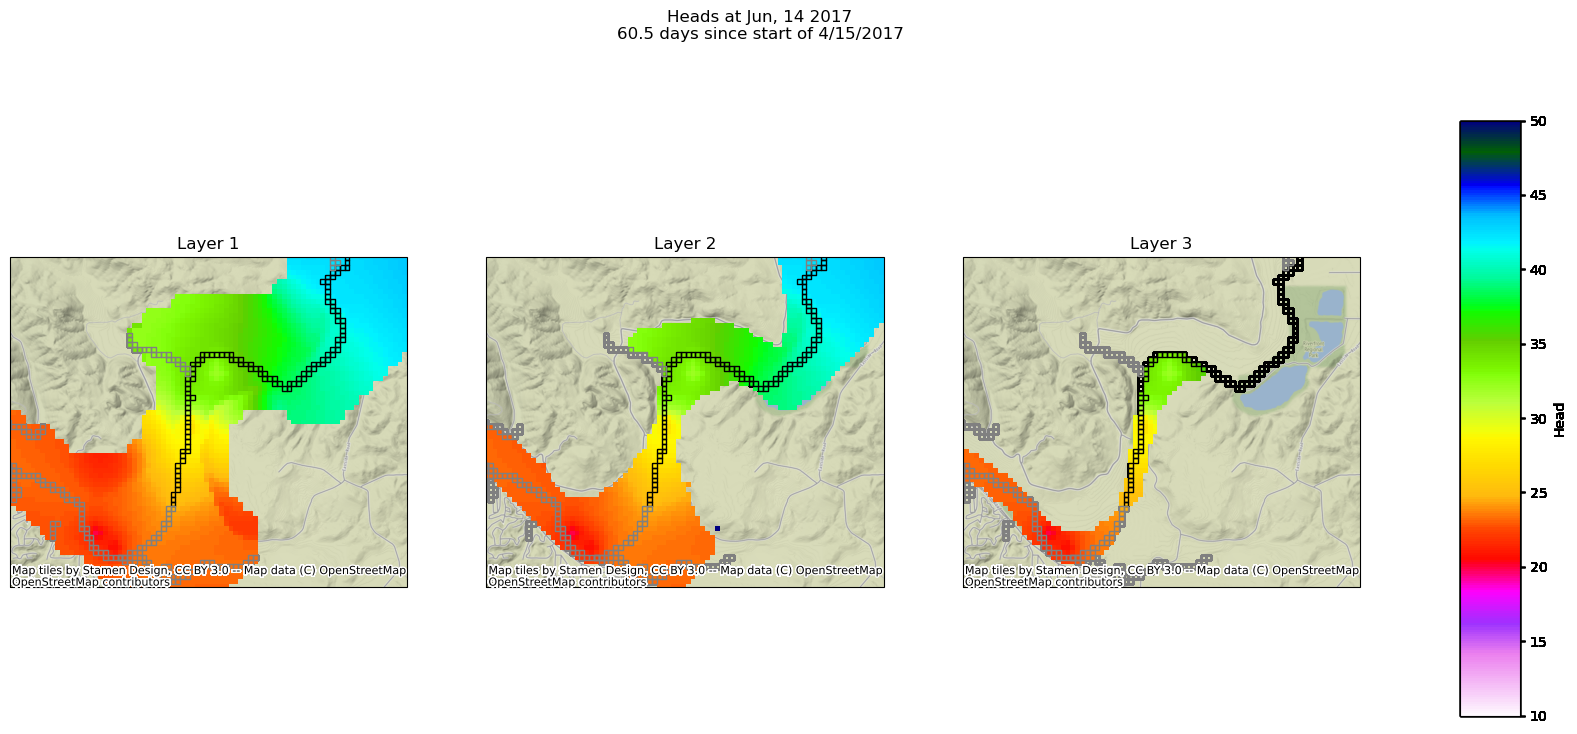 Heads at Jun, 14 2017
60.5 days since start of 4/15/2017
Layer 1
Layer 2
Layer 3
Map tiles by Stamen Design, CC BY 3.0 -- Map data (C) OpenStreetMap
OpenStreetMap contributors
Map tiles by Stamen Design, CC BY 3.0 -- Map data (C) OpenStreetMap
OpenStreetMap contributors
Map tiles by Stamen Design, CC BY 3.0 -- Map data (C) OpenStreetMap
OpenStreetMap contributors
50
45
40
35
30
25
20
15
10
Head